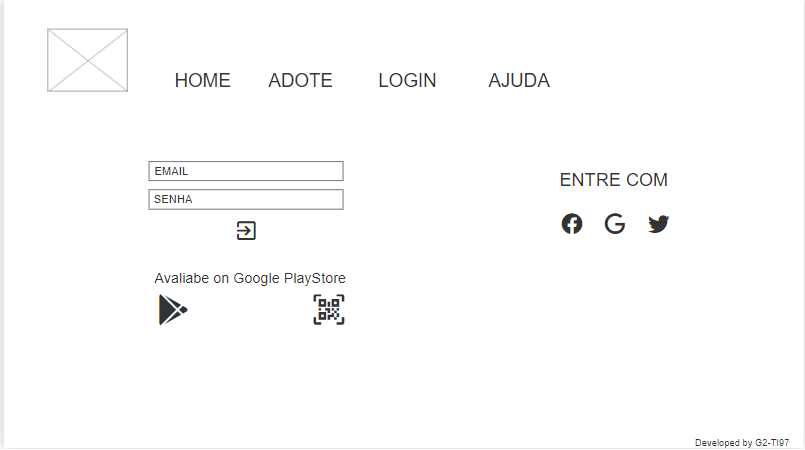 HOME ADOTE LOGIN AJUDA
EMAIL
SENHA
Avaliabe on Google PlayStore
ENTRE COM
Developed by G2-TI97